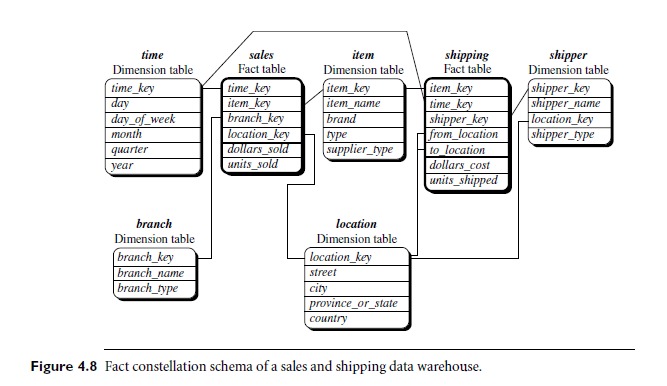 time
Dimension table
time_key
day
day_of_week
month
quarter
year
sales
Fact table
time_key
item_key
branch_key
location_key
dollars_sold
units_sold
item
Dimension table
item_key
item_name
brand
type
supplier_type
shipping
Fact table
item_key
time_key
shipper_key
from_location
to_location
dollars_cost
units_shipped
shipper
Dimension table
shipper_key
shipper_name
location_key
shipper_type
branch
Dimension table
branch_key
branch_name
branch_type
location
Dimension table
location_key
street
city
province_or_state
country
Figure 4.8 Fact constellation schema of a sales and shipping data warehouse.